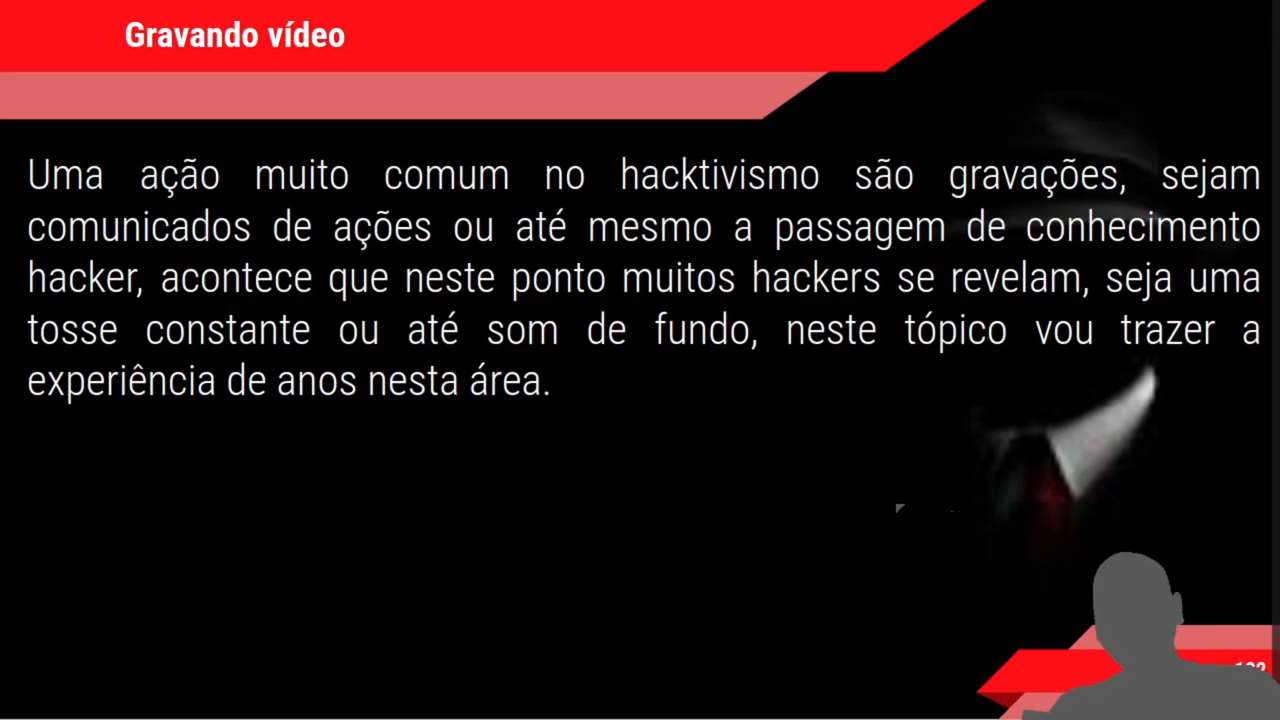 Gravando vídeo
Uma ação muito comum no hacktivismo são gravações, sejam
comunicados de ações ou até mesmo a passagem de conhecimento
hacker, acontece que neste ponto muitos hackers se revelam, seja uma
tosse constante ou até som de fundo, neste tópico vou trazer a
experiência de anos nesta área.